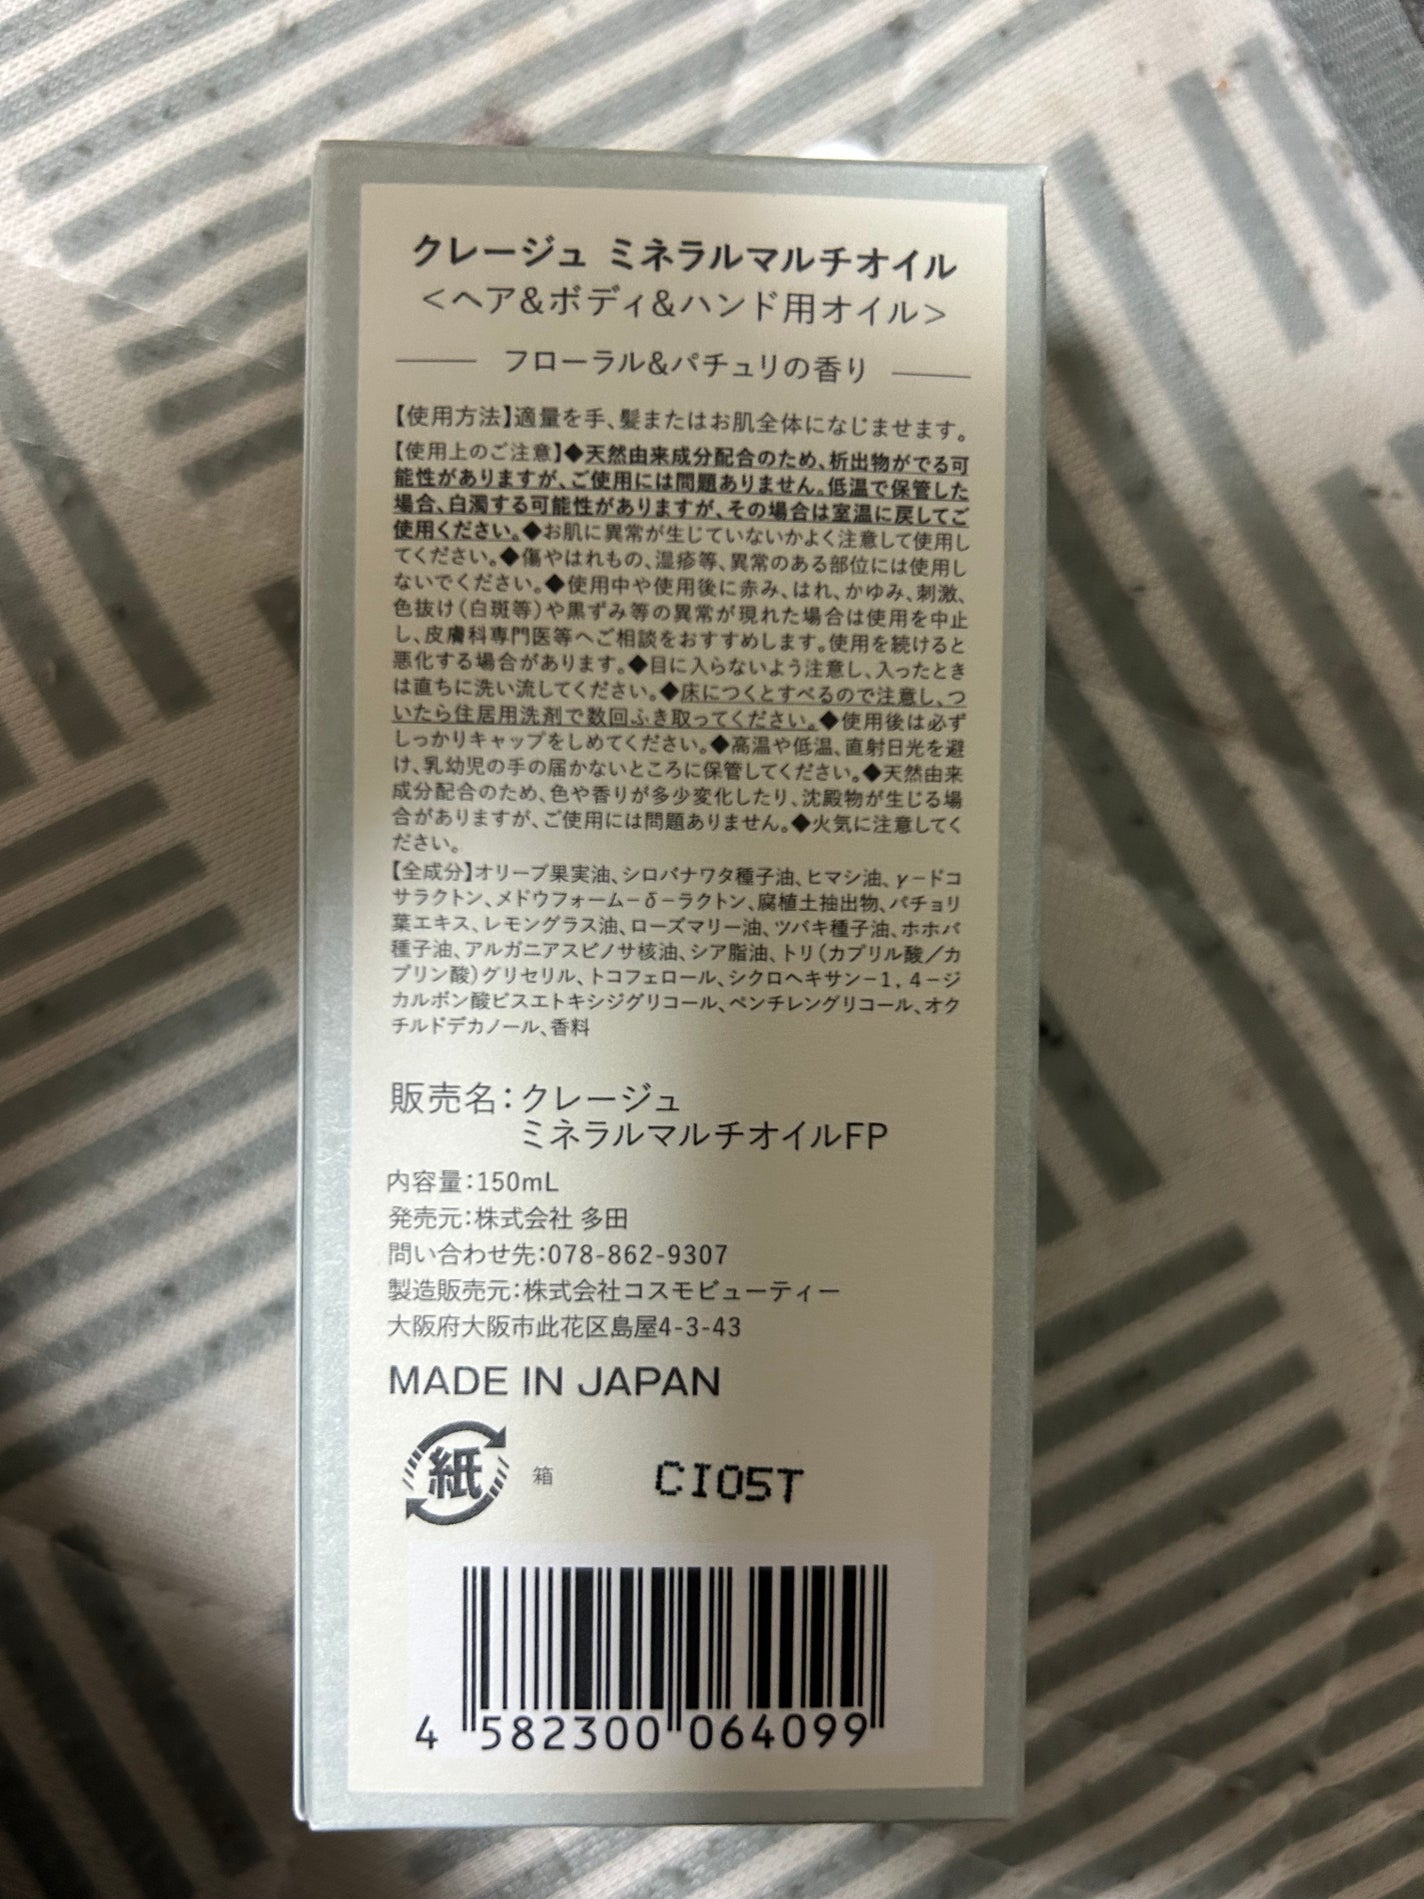 クレージュ ミネラルマルチオイル
＜ヘア&ボディ&ハンド用オイル＞
フローラル&パチュリの香り
【使用方法】適量を手、髪またはお肌全体になじませます。
【使用上のご注意】◆天然由来成分配合のため、析出物がでる可
能性がありますが、ご使用には問題ありません。低温で保管した
場合、白濁する可能性がありますが、その場合は室温に戻してご
使用ください。◆お肌に異常が生じていないかよく注意して使用し
てください。◆傷やはれもの、湿疹等、異常のある部位には使用し
ないでください。◆使用中や使用後に赤み、はれ、かゆみ、刺激、
色抜け（白斑等）や黒ずみ等の異常が現れた場合は使用を中止
し、皮膚科専門医等へご相談をおすすめします。使用を続けると
悪化する場合があります。◆目に入らないよう注意し、入ったとき
は直ちに洗い流してください。◆床につくとすべるので注意し、つ
いたら住居用洗剤で数回ふき取ってください。◆使用後は必ず
しっかりキャップをしめてください。◆高温や低温、直射日光を避
け、乳幼児の手の届かないところに保管してください。◆天然由来
成分配合のため、色や香りが多少変化したり、沈殿物が生じる場
合がありますが、ご使用には問題ありません。◆火気に注意してく
ださい。
【全成分】オリーブ果実油、シロバナワタ種子油、ヒマシ油、γ－ドコ
サラクトン、メドウフォーム－δ－ラクトン、腐植土抽出物、パチョリ
葉エキス、レモングラス油、ローズマリー油、ツバキ種子油、ホホバ
種子油、アルガニアスピノサ核油、シア脂油、トリ（カプリル酸／カ
プリン酸）グリセリル、トコフェロール、シクロヘキサン－1，4－ジ
カルボン酸ビスエトキシジグリコール、ペンチレングリコール、オク
チルドデカノール、香料
販売名：クレージュ
ミネラルマルチオイルFP
内容量：150mL
発売元：株式会社 多田
問い合わせ先：078-862-9307
製造販売元：株式会社コスモビューティー
大阪府大阪市此花区島屋4-3-43
MADE IN JAPAN
紙 箱 CI05T
4 582300 064099